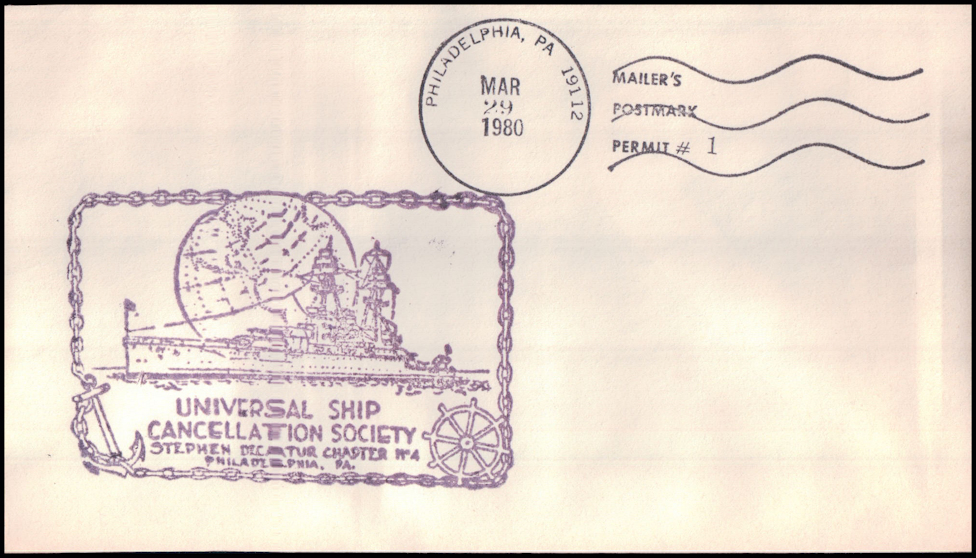 PHILADELPHIA, PA 19112
MAR
29
1980
MAILER'S
POSTMARK
PERMIT # 1
UNIVERSAL SHIP
CANCELLATION SOCIETY
STEPHEN DECATUR CHAPTER Nº4
PHILADELPHIA, PA.